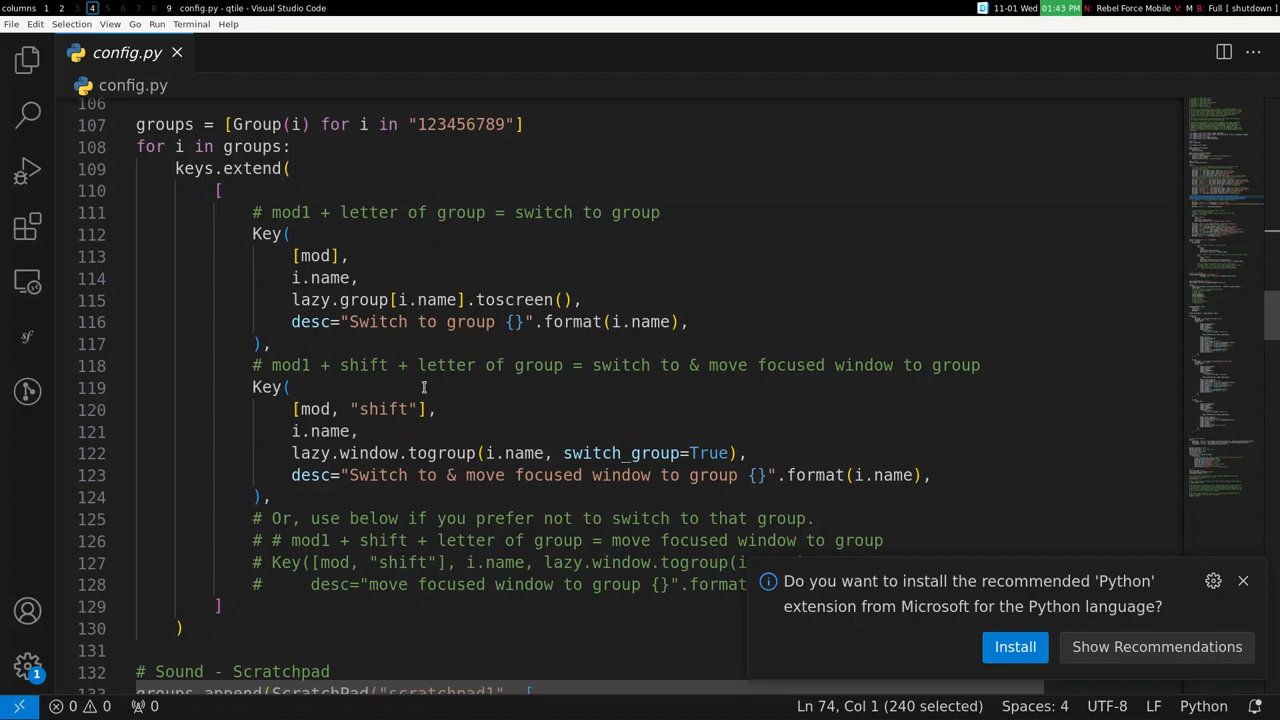 columns 1 2 3 4 9 config.py - qtile - Visual Studio Code 11-01 Wed 01:43 PM N: Rebel Force Mobile V: M B: Full [ shutdown ]
File Edit Selection View Go Run Terminal Help
config.py
config.py
106
107 groups = [Group(i) for i in "123456789"]
108 for i in groups:
109 keys.extend(
110 [
111 # mod1 + letter of group = switch to group
112 Key(
113 [mod],
114 i.name,
115 lazy.group[i.name].toscreen(),
116 desc="Switch to group {}".format(i.name),
117 ),
118 # mod1 + shift + letter of group = switch to & move focused window to group
119 Key(
120 [mod, "shift"],
121 i.name,
122 lazy.window.togroup(i.name, switch_group=True),
123 desc="Switch to & move focused window to group {}".format(i.name),
124 ),
125 # Or, use below if you prefer not to switch to that group.
126 # # mod1 + shift + letter of group = move focused window to group
127 # Key([mod, "shift"], i.name, lazy.window.togroup(i
128 # desc="move focused window to group {}".format
129 ]
130 )
131
132 # Sound - Scratchpad
133 groups.append(ScratchPad("scratchpad1", [
Do you want to install the recommended 'Python'
extension from Microsoft for the Python language?
Install Show Recommendations
1
0 0 0 Ln 74, Col 1 (240 selected) Spaces: 4 UTF-8 LF Python